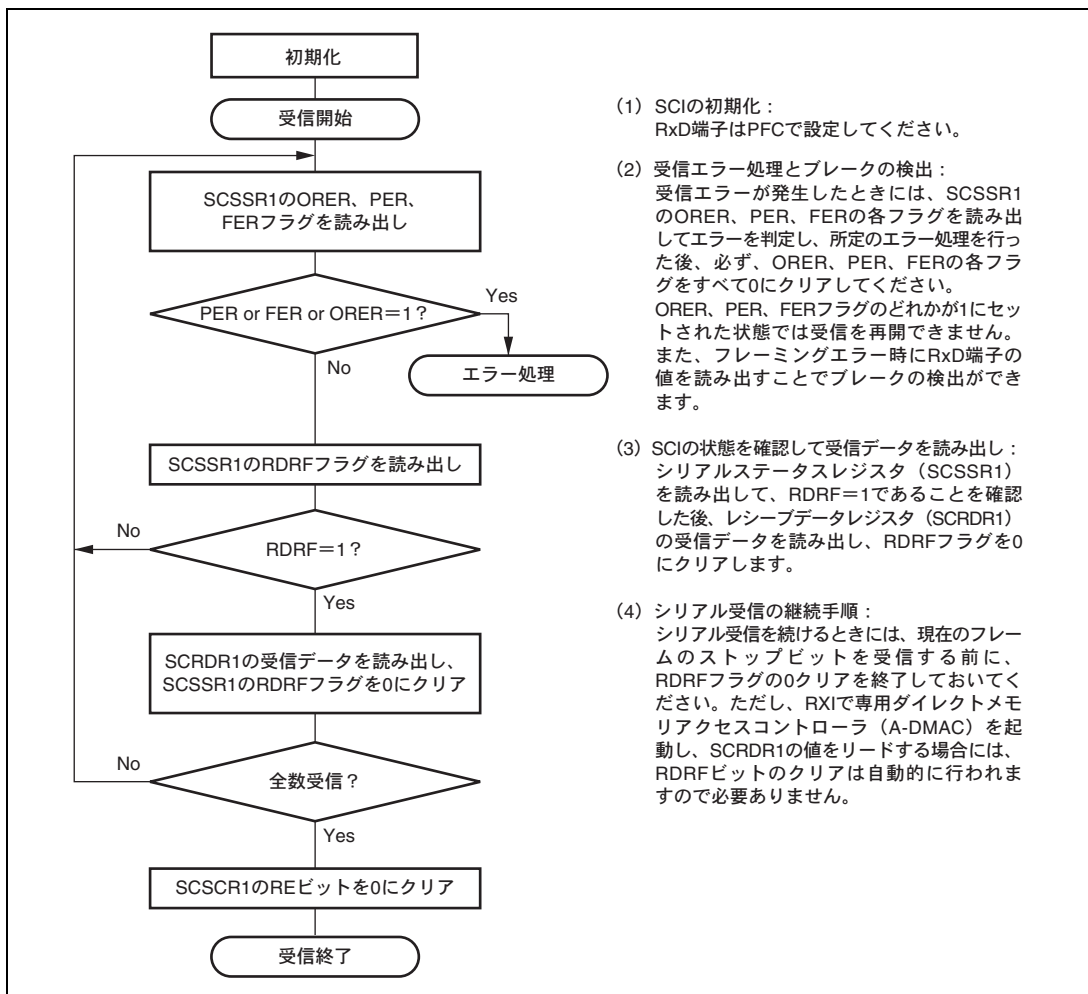 初期化
受信開始
SCSSR1のORER、PER、
FERフラグを読み出し
PER or FER or ORER＝1？
Yes
No
エラー処理
SCSSR1のRDRFフラグを読み出し
No
RDRF＝1？
Yes
SCRDR1の受信データを読み出し、
SCSSR1のRDRFフラグを0にクリア
No
全数受信？
Yes
SCSCR1のREビットを0にクリア
受信終了
（1）SCIの初期化：
RxD端子はPFCで設定してください。
（2）受信エラー処理とブレークの検出：
受信エラーが発生したときには、SCSSR1
のORER、PER、FERの各フラグを読み出
してエラーを判定し、所定のエラー処理を行っ
た後、必ず、ORER、PER、FERの各フラ
グをすべて0にクリアしてください。
ORER、PER、FERフラグのどれかが1にセッ
トされた状態では受信を再開できません。
また、フレーミングエラー時にRxD端子の
値を読み出すことでブレークの検出ができ
ます。
（3）SCIの状態を確認して受信データを読み出し：
シリアルステータスレジスタ（SCSSR1）
を読み出して、RDRF＝1であることを確認
した後、レシーブデータレジスタ（SCRDR1）
の受信データを読み出し、RDRFフラグを0
にクリアします。
（4）シリアル受信の継続手順：
シリアル受信を続けるときには、現在のフレー
ムのストップビットを受信する前に、
RDRFフラグの0クリアを終了しておいてく
ださい。ただし、RXIで専用ダイレクトメモ
リアクセスコントローラ（A-DMAC）を起
動し、SCRDR1の値をリードする場合には、
RDRFビットのクリアは自動的に行われま
すので必要ありません。